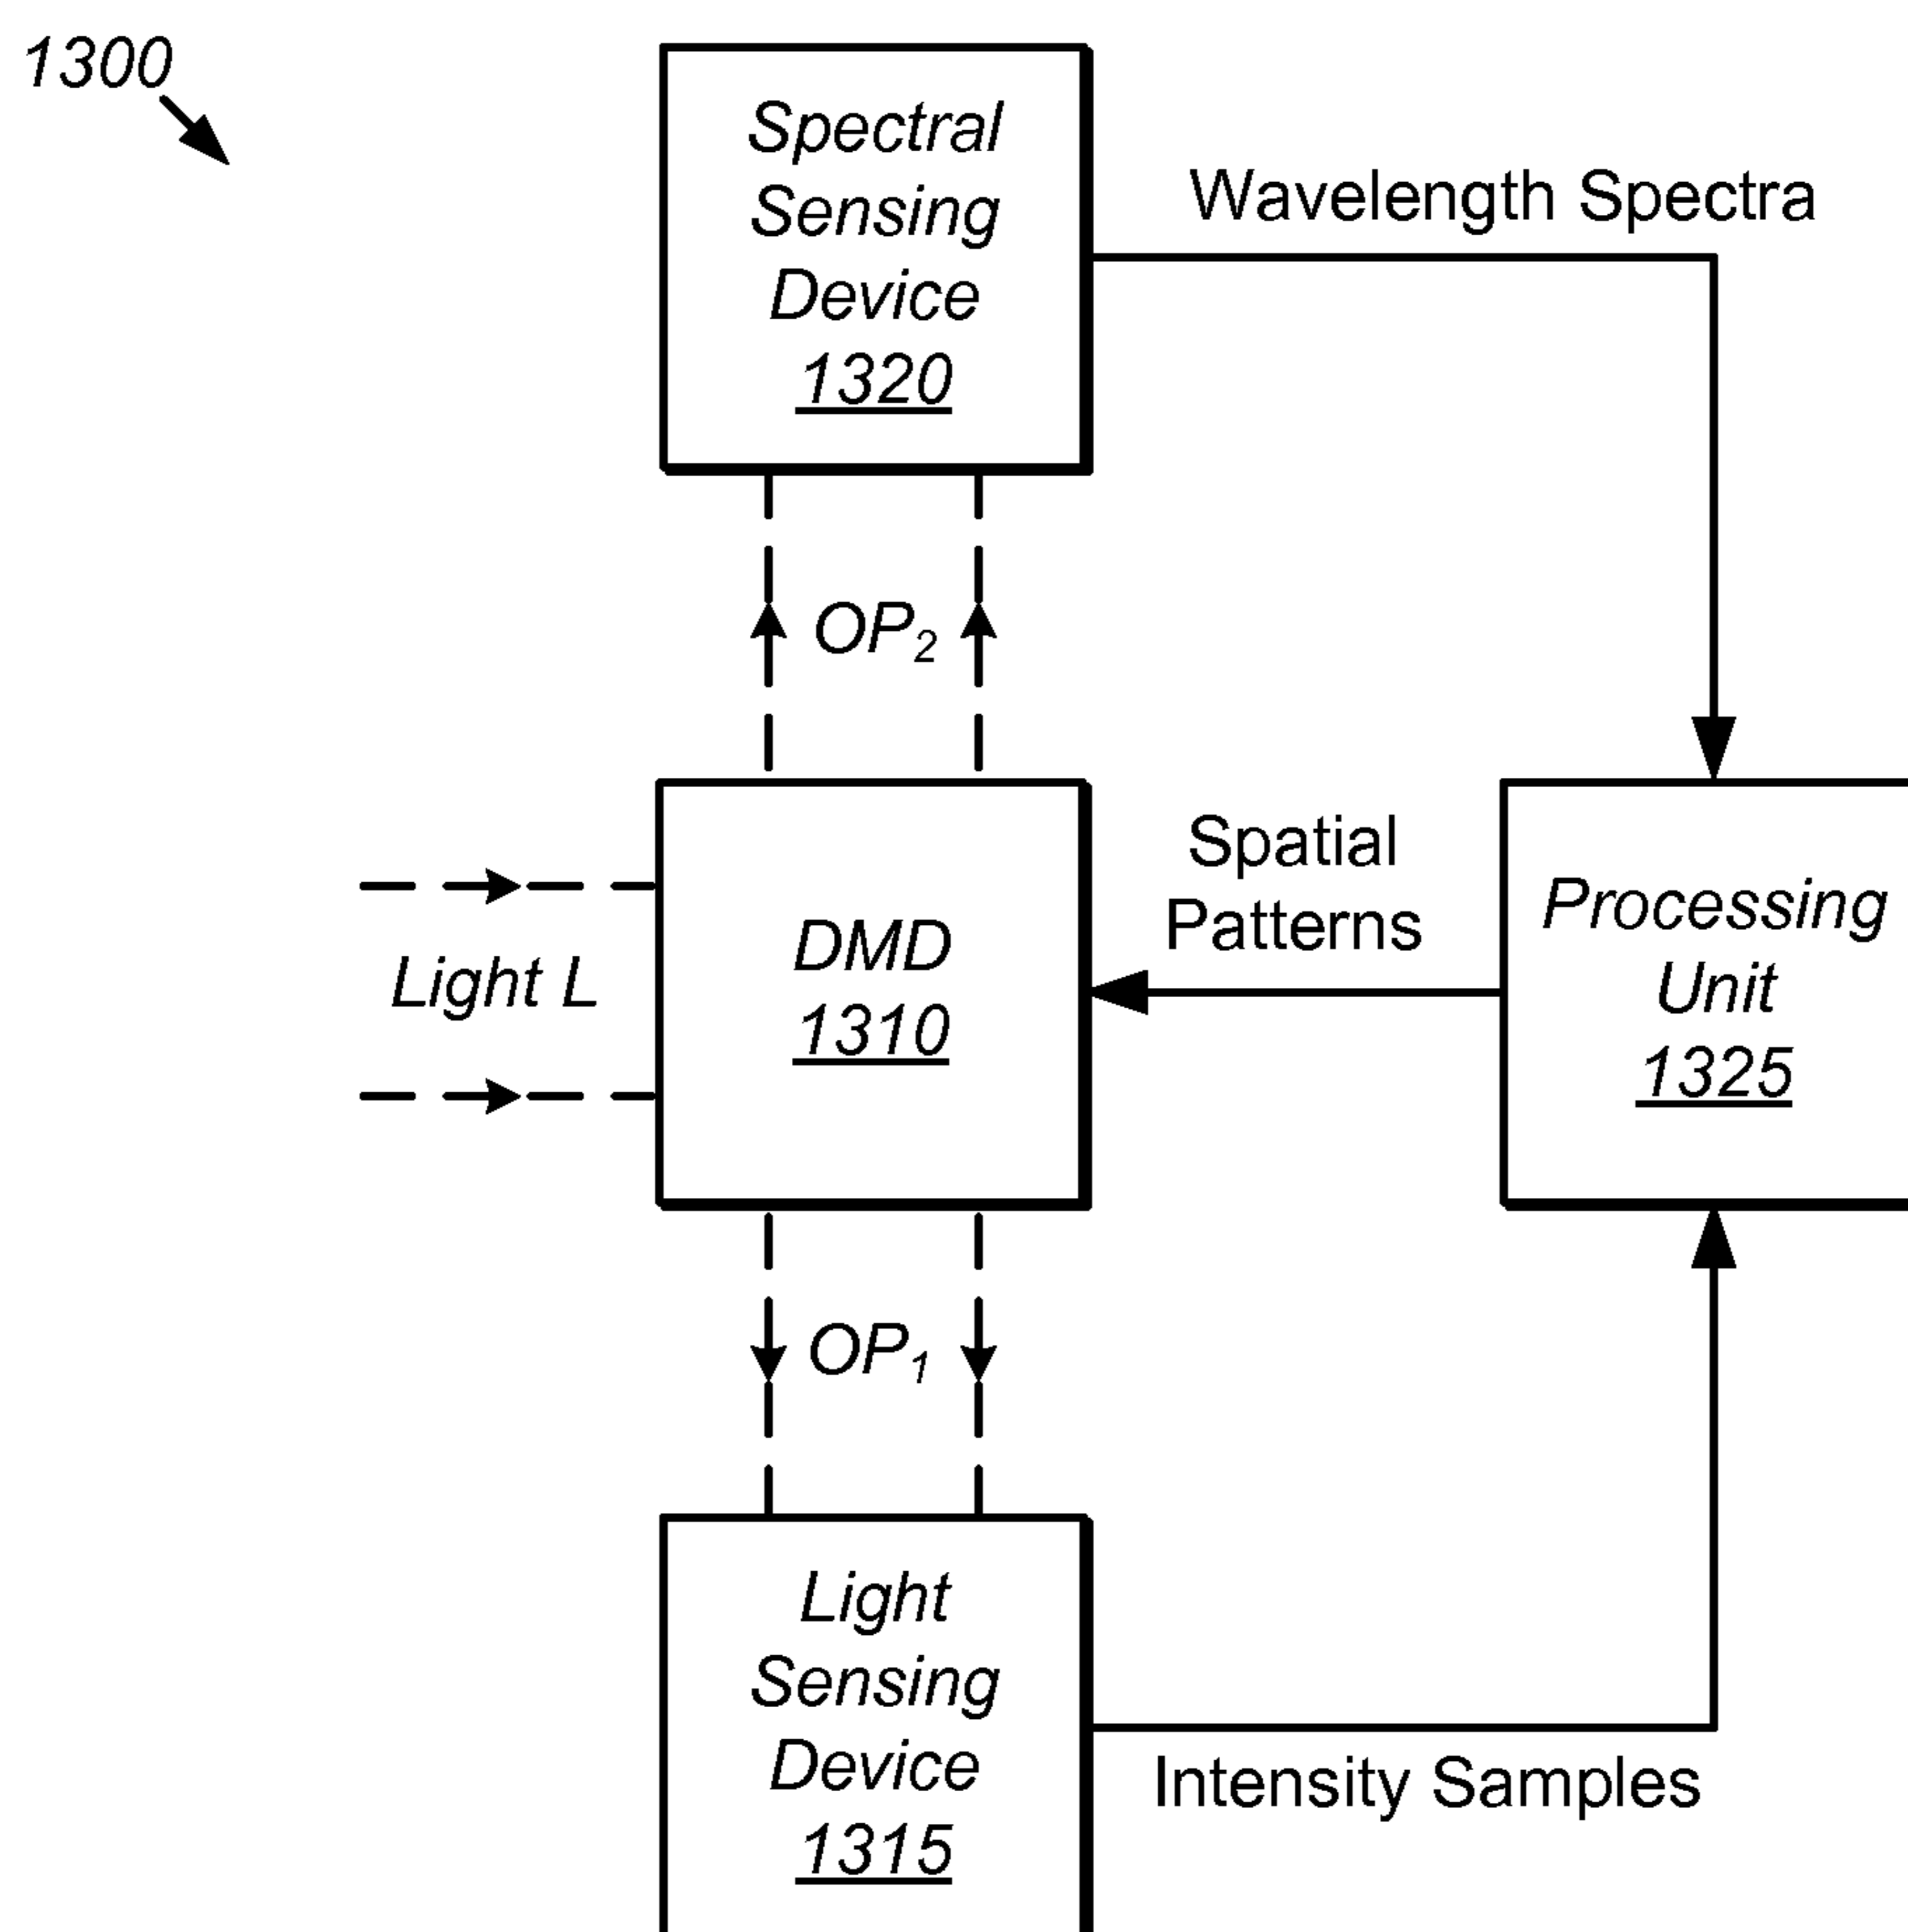 1300
Spectral
Sensing
Device
1320
Wavelength Spectra
OP2
Spatial
Patterns
Light L
DMD
1310
Processing
Unit
1325
OP1
Light
Sensing
Device
1315
Intensity Samples